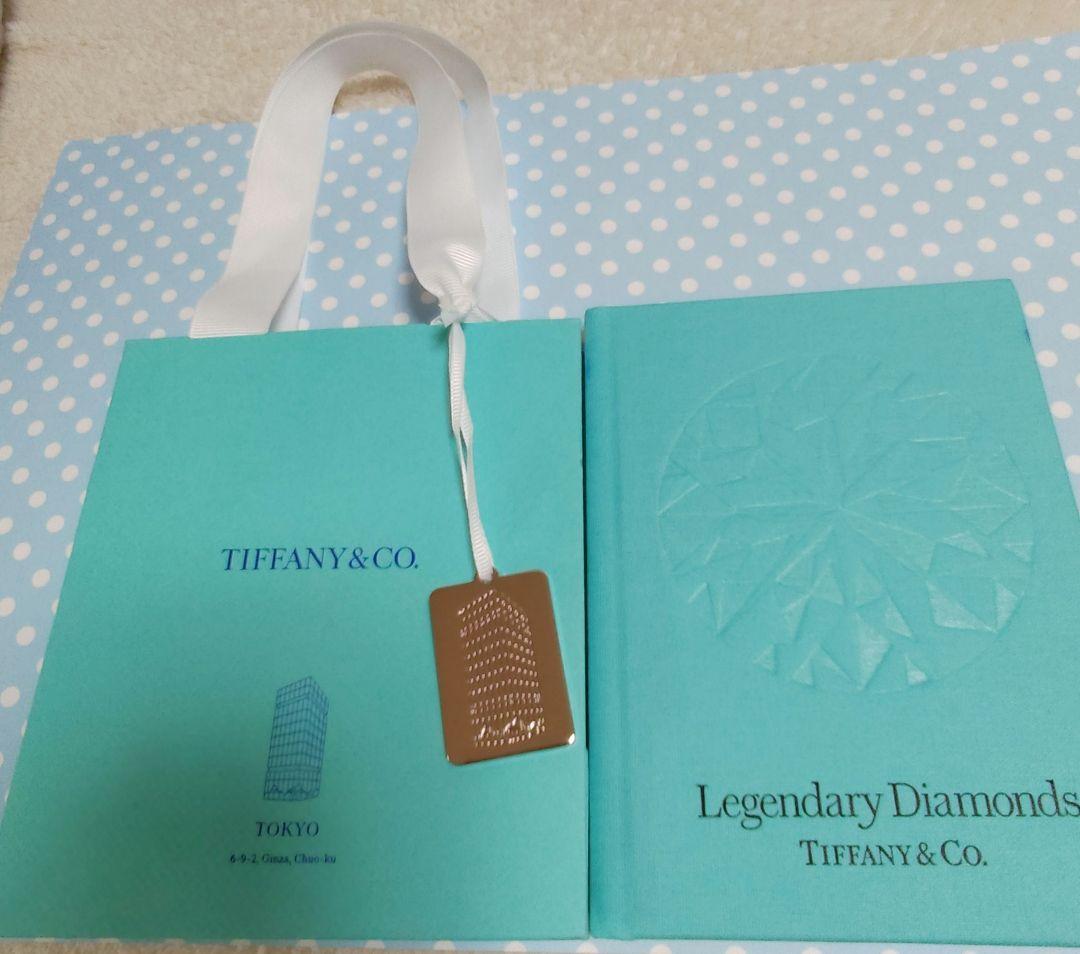 TIFFANY & CO.
TOKYO
6-9-2, Ginza, Chuo-ku
Legendary Diamonds
TIFFANY & CO.